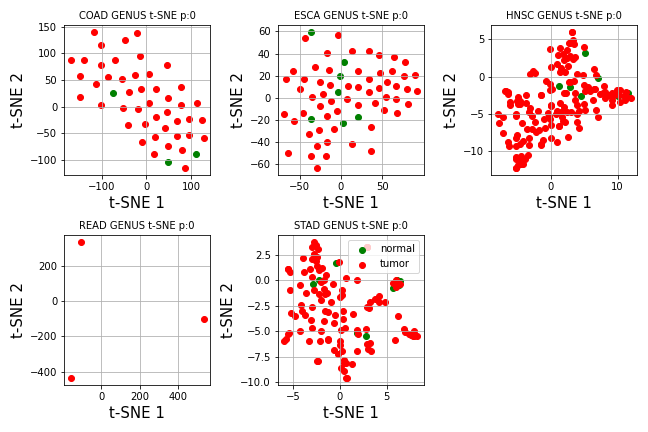 COAD GENUS t-SNE p:0
150
100
50
0
−50
−100
−100
0
100
t-SNE 1
t-SNE 2
ESCA GENUS t-SNE p:0
60
40
20
0
−20
−40
−60
−50
0
50
t-SNE 1
t-SNE 2
HNSC GENUS t-SNE p:0
5
0
−5
−10
0
10
t-SNE 1
t-SNE 2
READ GENUS t-SNE p:0
200
0
−200
−400
0
200
400
t-SNE 1
t-SNE 2
STAD GENUS t-SNE p:0
normal
tumor
2.5
0.0
−2.5
−5.0
−7.5
−10.0
−5
0
5
t-SNE 1
t-SNE 2